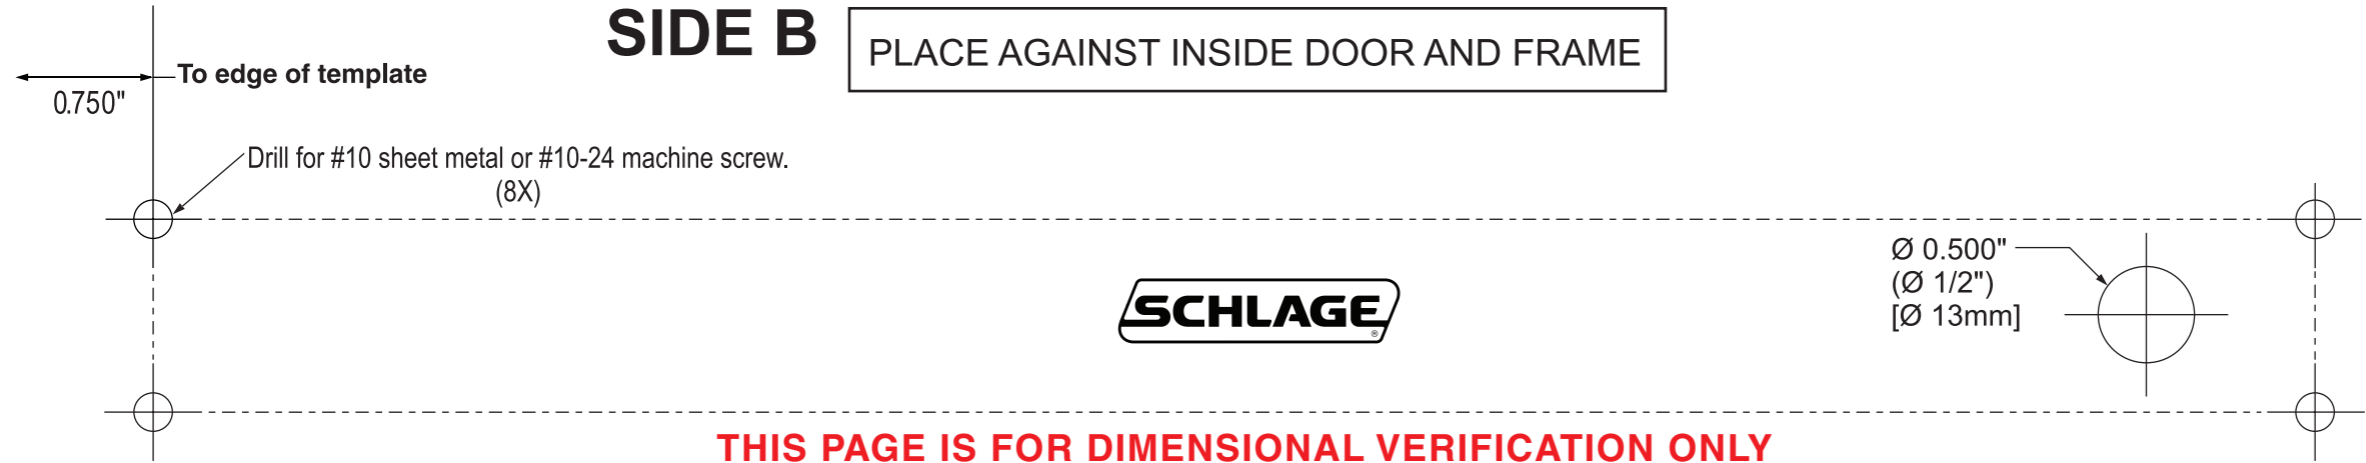 SIDE B
PLACE AGAINST INSIDE DOOR AND FRAME
To edge of template
0.750"
Drill for #10 sheet metal or #10-24 machine screw.
(8X)
Ø 0.500"
(Ø 1/2")
[Ø 13mm]
SCHLAGE
®
THIS PAGE IS FOR DIMENSIONAL VERIFICATION ONLY